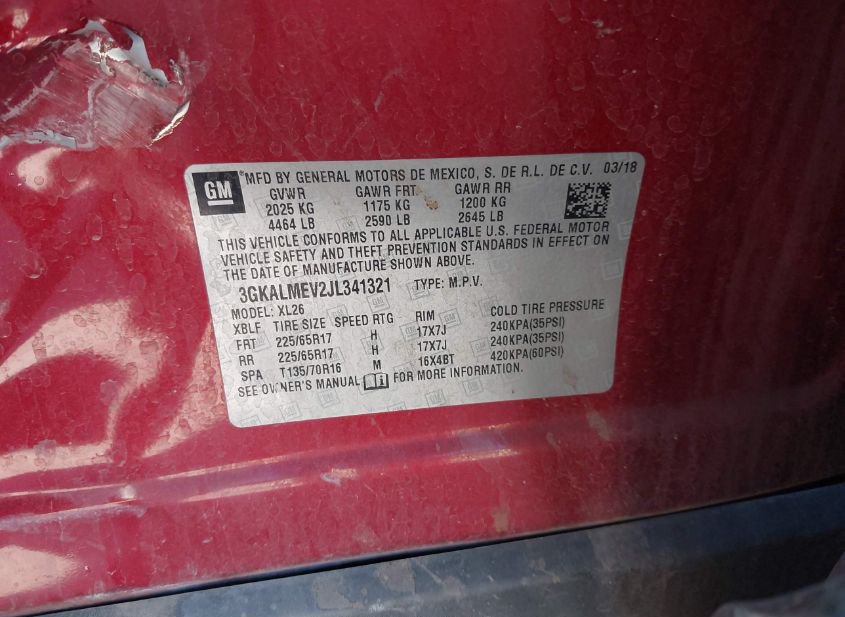 GM
®MFD BY GENERAL MOTORS DE MEXICO, S. DE R.L. DE C.V. 03/18
GVWR GAWR FRT GAWR RR
2025 KG 1175 KG 1200 KG
4464 LB 2590 LB 2645 LB
THIS VEHICLE CONFORMS TO ALL APPLICABLE U.S. FEDERAL MOTOR
VEHICLE SAFETY AND THEFT PREVENTION STANDARDS IN EFFECT ON
THE DATE OF MANUFACTURE SHOWN ABOVE.
3GKALMEV2JL341321 TYPE: M.P.V.
MODEL: XL26
XBLF TIRE SIZE SPEED RTG RIM COLD TIRE PRESSURE
FRT 225/65R17 H 17X7J 240KPA(35PSI)
RR 225/65R17 H 17X7J 240KPA(35PSI)
SPA T135/70R16 M 16X4BT 420KPA(60PSI)
SEE OWNER'S MANUAL FOR MORE INFORMATION.